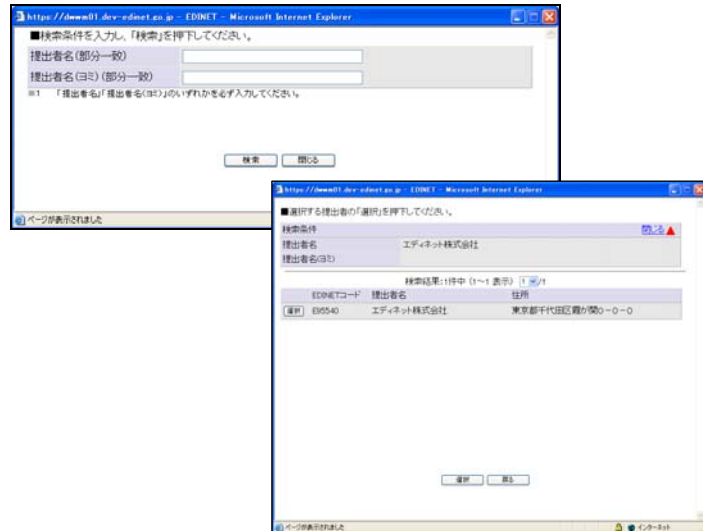 https://dwwm01.dev-edinet.go.jp - EDINET - Microsoft Internet Explorer
■検索条件を入力し、「検索」を押下してください。
提出者名(部分一致)
提出者名(ヨミ)(部分一致)
※1 「提出者名」「提出者名(ヨミ)」のいずれかを必ず入力してください。
検索 閉じる
ページが表示されました
https://dwwm01.dev-edinet.go.jp - EDINET - Microsoft Internet Explorer
■選択する提出者の「選択」を押下してください。
検索条件 閉じる▲
提出者名 エディネット株式会社
提出者名(ヨミ)
検索結果:1件中 (1~1 表示) 1 /1
EDINETコード 提出者名 住所
選択 E95540 エディネット株式会社 東京都千代田区霞が関0-0-0
選択 戻る
ページが表示されました インターネット